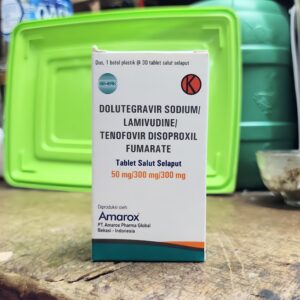 Dus, 1 botol plastik @ 30 tablet salut selaput
K
DOLUTEGRAVIR SODIUM/
LAMIVUDINE/
TENOFOVIR DISOPROXIL
FUMARATE
Tablet Salut Selaput
50 mg/300 mg/300 mg
Diproduksi oleh:
Amarox
PT. Amarox Pharma Global
Bekasi - Indonesia